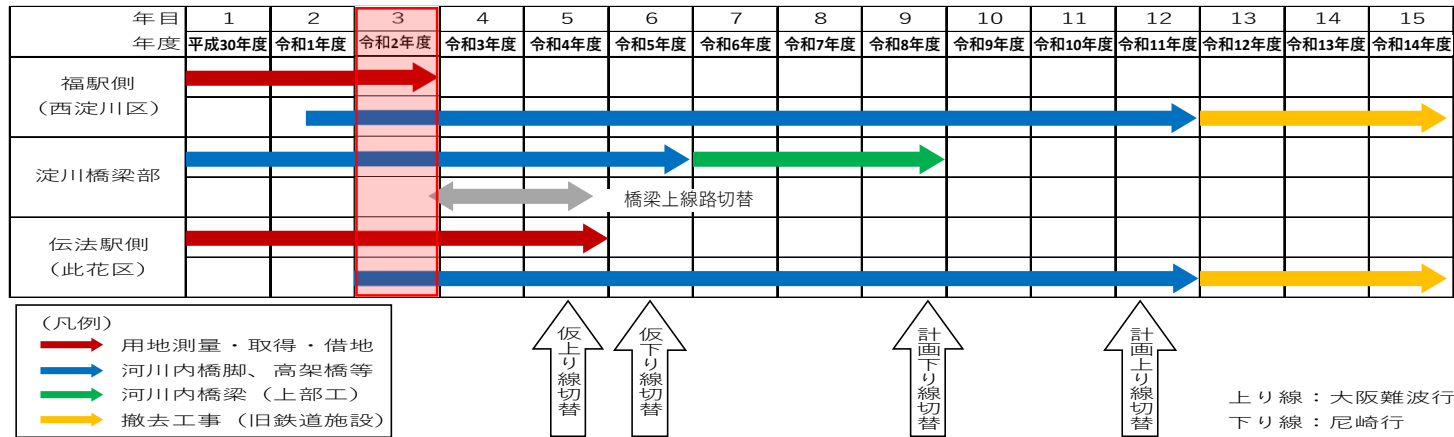 年目 1 2 3 4 5 6 7 8 9 10 11 12 13 14 15
年度 平成30年度 令和1年度 令和2年度 令和3年度 令和4年度 令和5年度 令和6年度 令和7年度 令和8年度 令和9年度 令和10年度 令和11年度 令和12年度 令和13年度 令和14年度
福駅側
(西淀川区)
淀川橋梁部
橋梁上線路切替
伝法駅側
(此花区)
(凡例)
用地測量・取得・借地
河川内橋脚、高架橋等
河川内橋梁(上部工)
撤去工事(旧鉄道施設)
仮上り線切替
仮下り線切替
計画下り線切替
計画上り線切替
上り線:大阪難波行
下り線:尼崎行